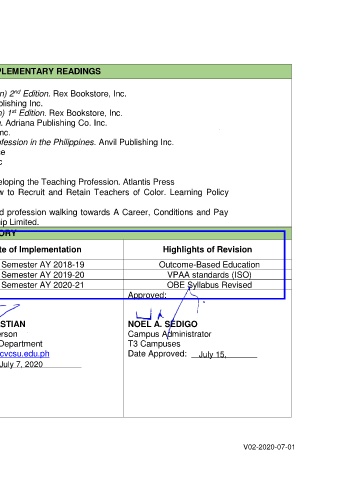 PLEMENTARY READINGS
n) 2nd Edition. Rex Bookstore, Inc.
blishing Inc.
) 1st Edition. Rex Bookstore, Inc.
. Adriana Publishing Co. Inc.
nc.
ofession in the Philippines. Anvil Publishing Inc.
e
c
eloping the Teaching Profession. Atlantis Press
w to Recruit and Retain Teachers of Color. Learning Policy
d profession walking towards A Career, Conditions and Pay
ip Limited.
ORY
te of Implementation Highlights of Revision
Semester AY 2018-19 Outcome-Based Education
Semester AY 2019-20 VPAA standards (ISO)
Semester AY 2020-21 OBE Syllabus Revised
Approved:
STIAN NOEL A. SEDIGO
erson Campus Administrator
Department T3 Campuses
cvcsu.edu.ph Date Approved: July 15,
July 7, 2020
V02-2020-07-01